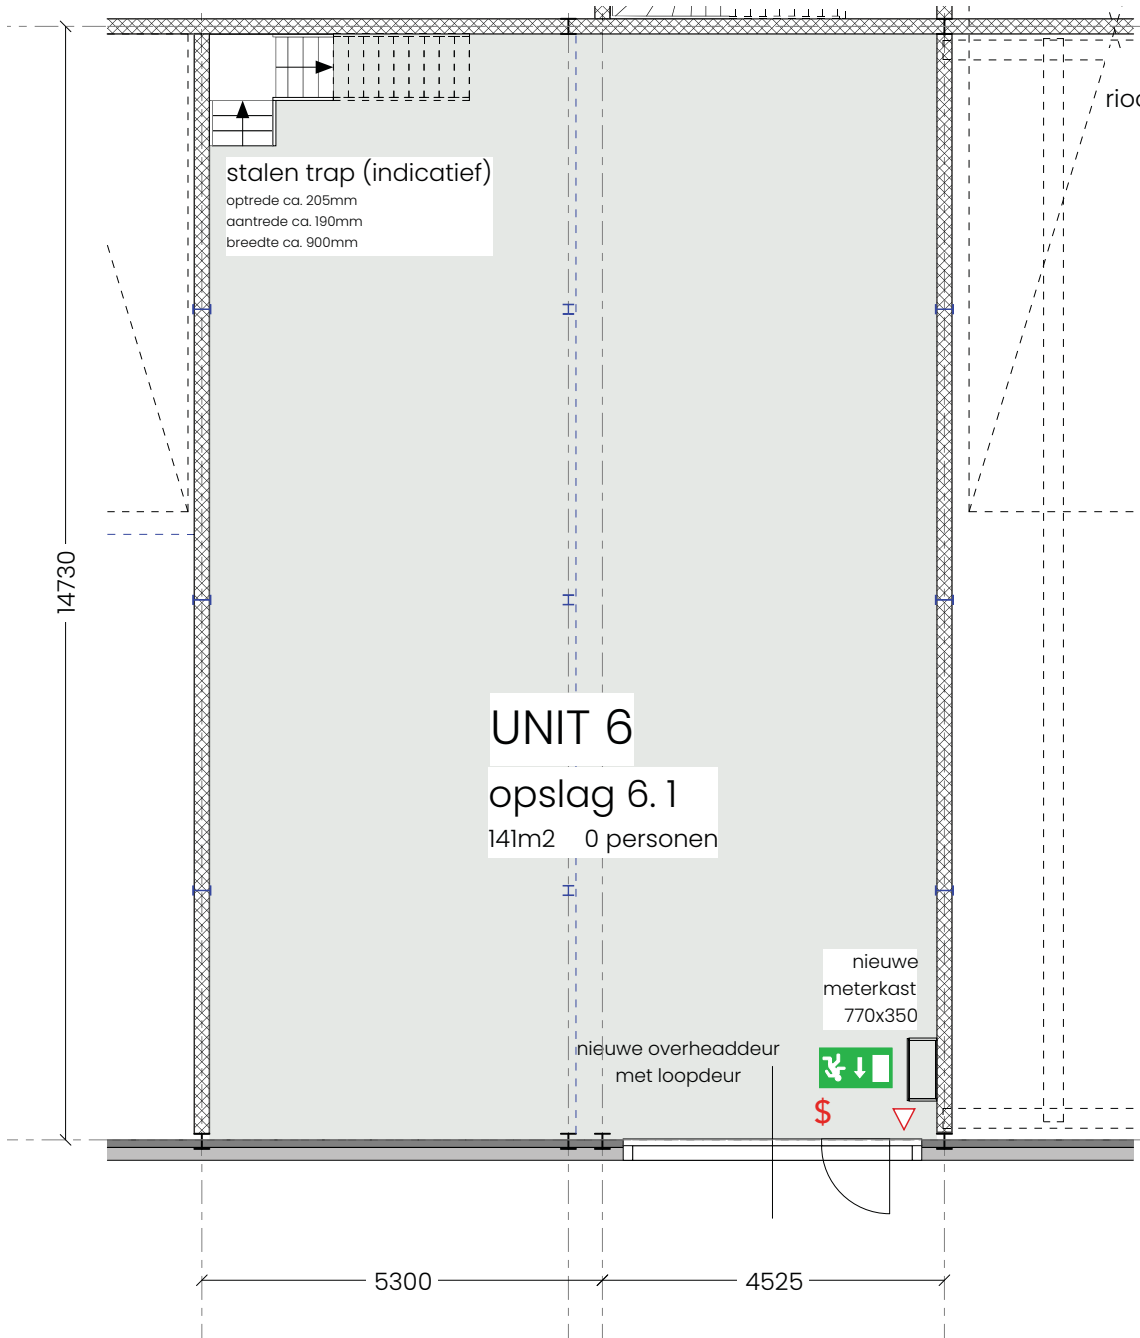 stalen trap (indicatief)
optrede ca. 205mm
aantrede ca. 190mm
breedte ca. 900mm
14730
UNIT 6
opslag 6. 1
141m2 0 personen
nieuwe
meterkast
770x350
nieuwe overheaddeur
met loopdeur
$
5300
4525